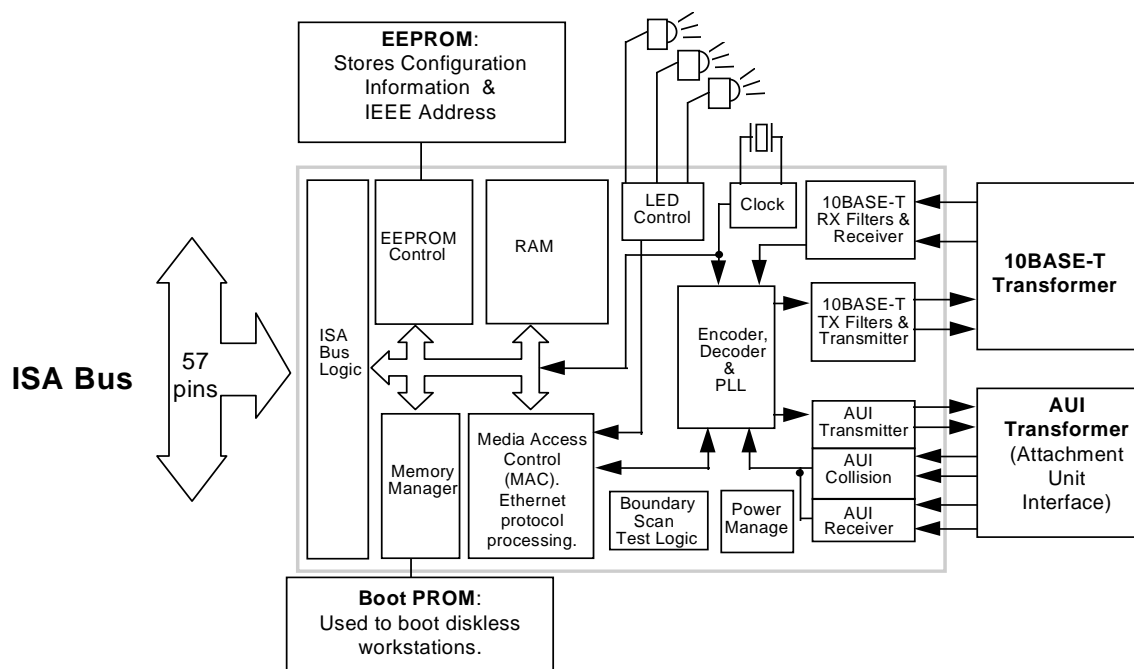 EEPROM:
Stores Configuration
Information &
IEEE Address
LED
Control
Clock
10BASE-T
RX Filters &
Receiver
10BASE-T
Transformer
EEPROM
Control
RAM
ISA Bus
57
pins
ISA
Bus
Logic
Encoder,
Decoder
&
PLL
10BASE-T
TX Filters &
Transmitter
Memory
Manager
Media Access
Control
(MAC).
Ethernet
protocol
processing.
Boundary
Scan
Test Logic
Power
Manage
AUI
Transmitter
AUI
Collision
AUI
Receiver
AUI
Transformer
(Attachment
Unit
Interface)
Boot PROM:
Used to boot diskless
workstations.